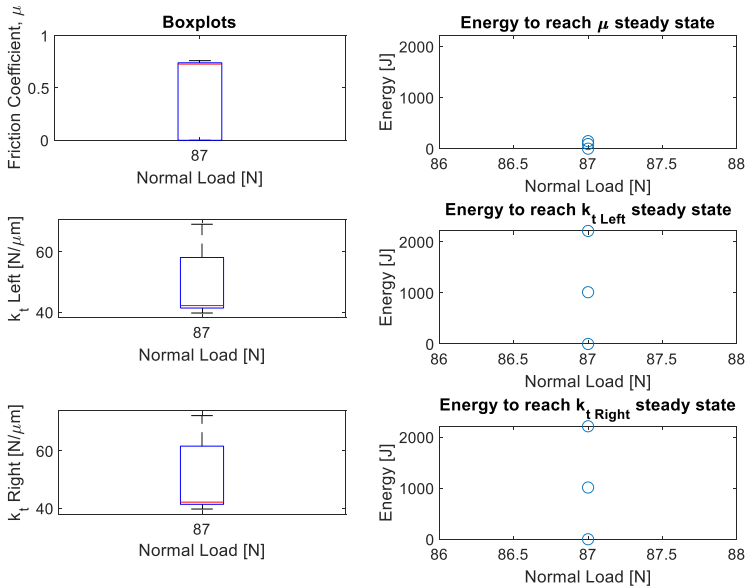 Boxplots
Friction Coefficient, μ
1
0.5
0
87
Normal Load [N]
Energy to reach μ steady state
Energy [J]
2000
1000
0
86 86.5 87 87.5 88
Normal Load [N]
k_t Left [N/μm]
60
40
87
Normal Load [N]
Energy to reach k_t Left steady state
Energy [J]
2000
1000
0
86 86.5 87 87.5 88
Normal Load [N]
k_t Right [N/μm]
60
40
87
Normal Load [N]
Energy to reach k_t Right steady state
Energy [J]
2000
1000
0
86 86.5 87 87.5 88
Normal Load [N]